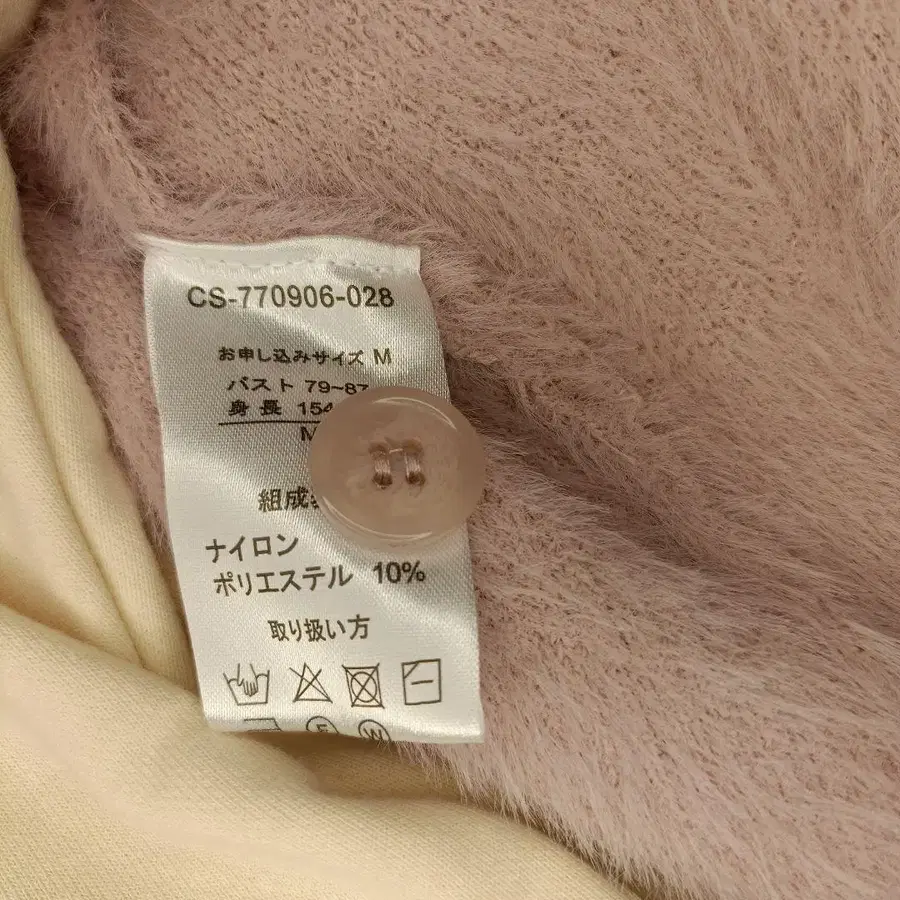 CS-770906-028
お申し込みサイズ M
バスト 79~87
身長 154
M
組成
ナイロン
ポリエステル 10%
取り扱い方
W